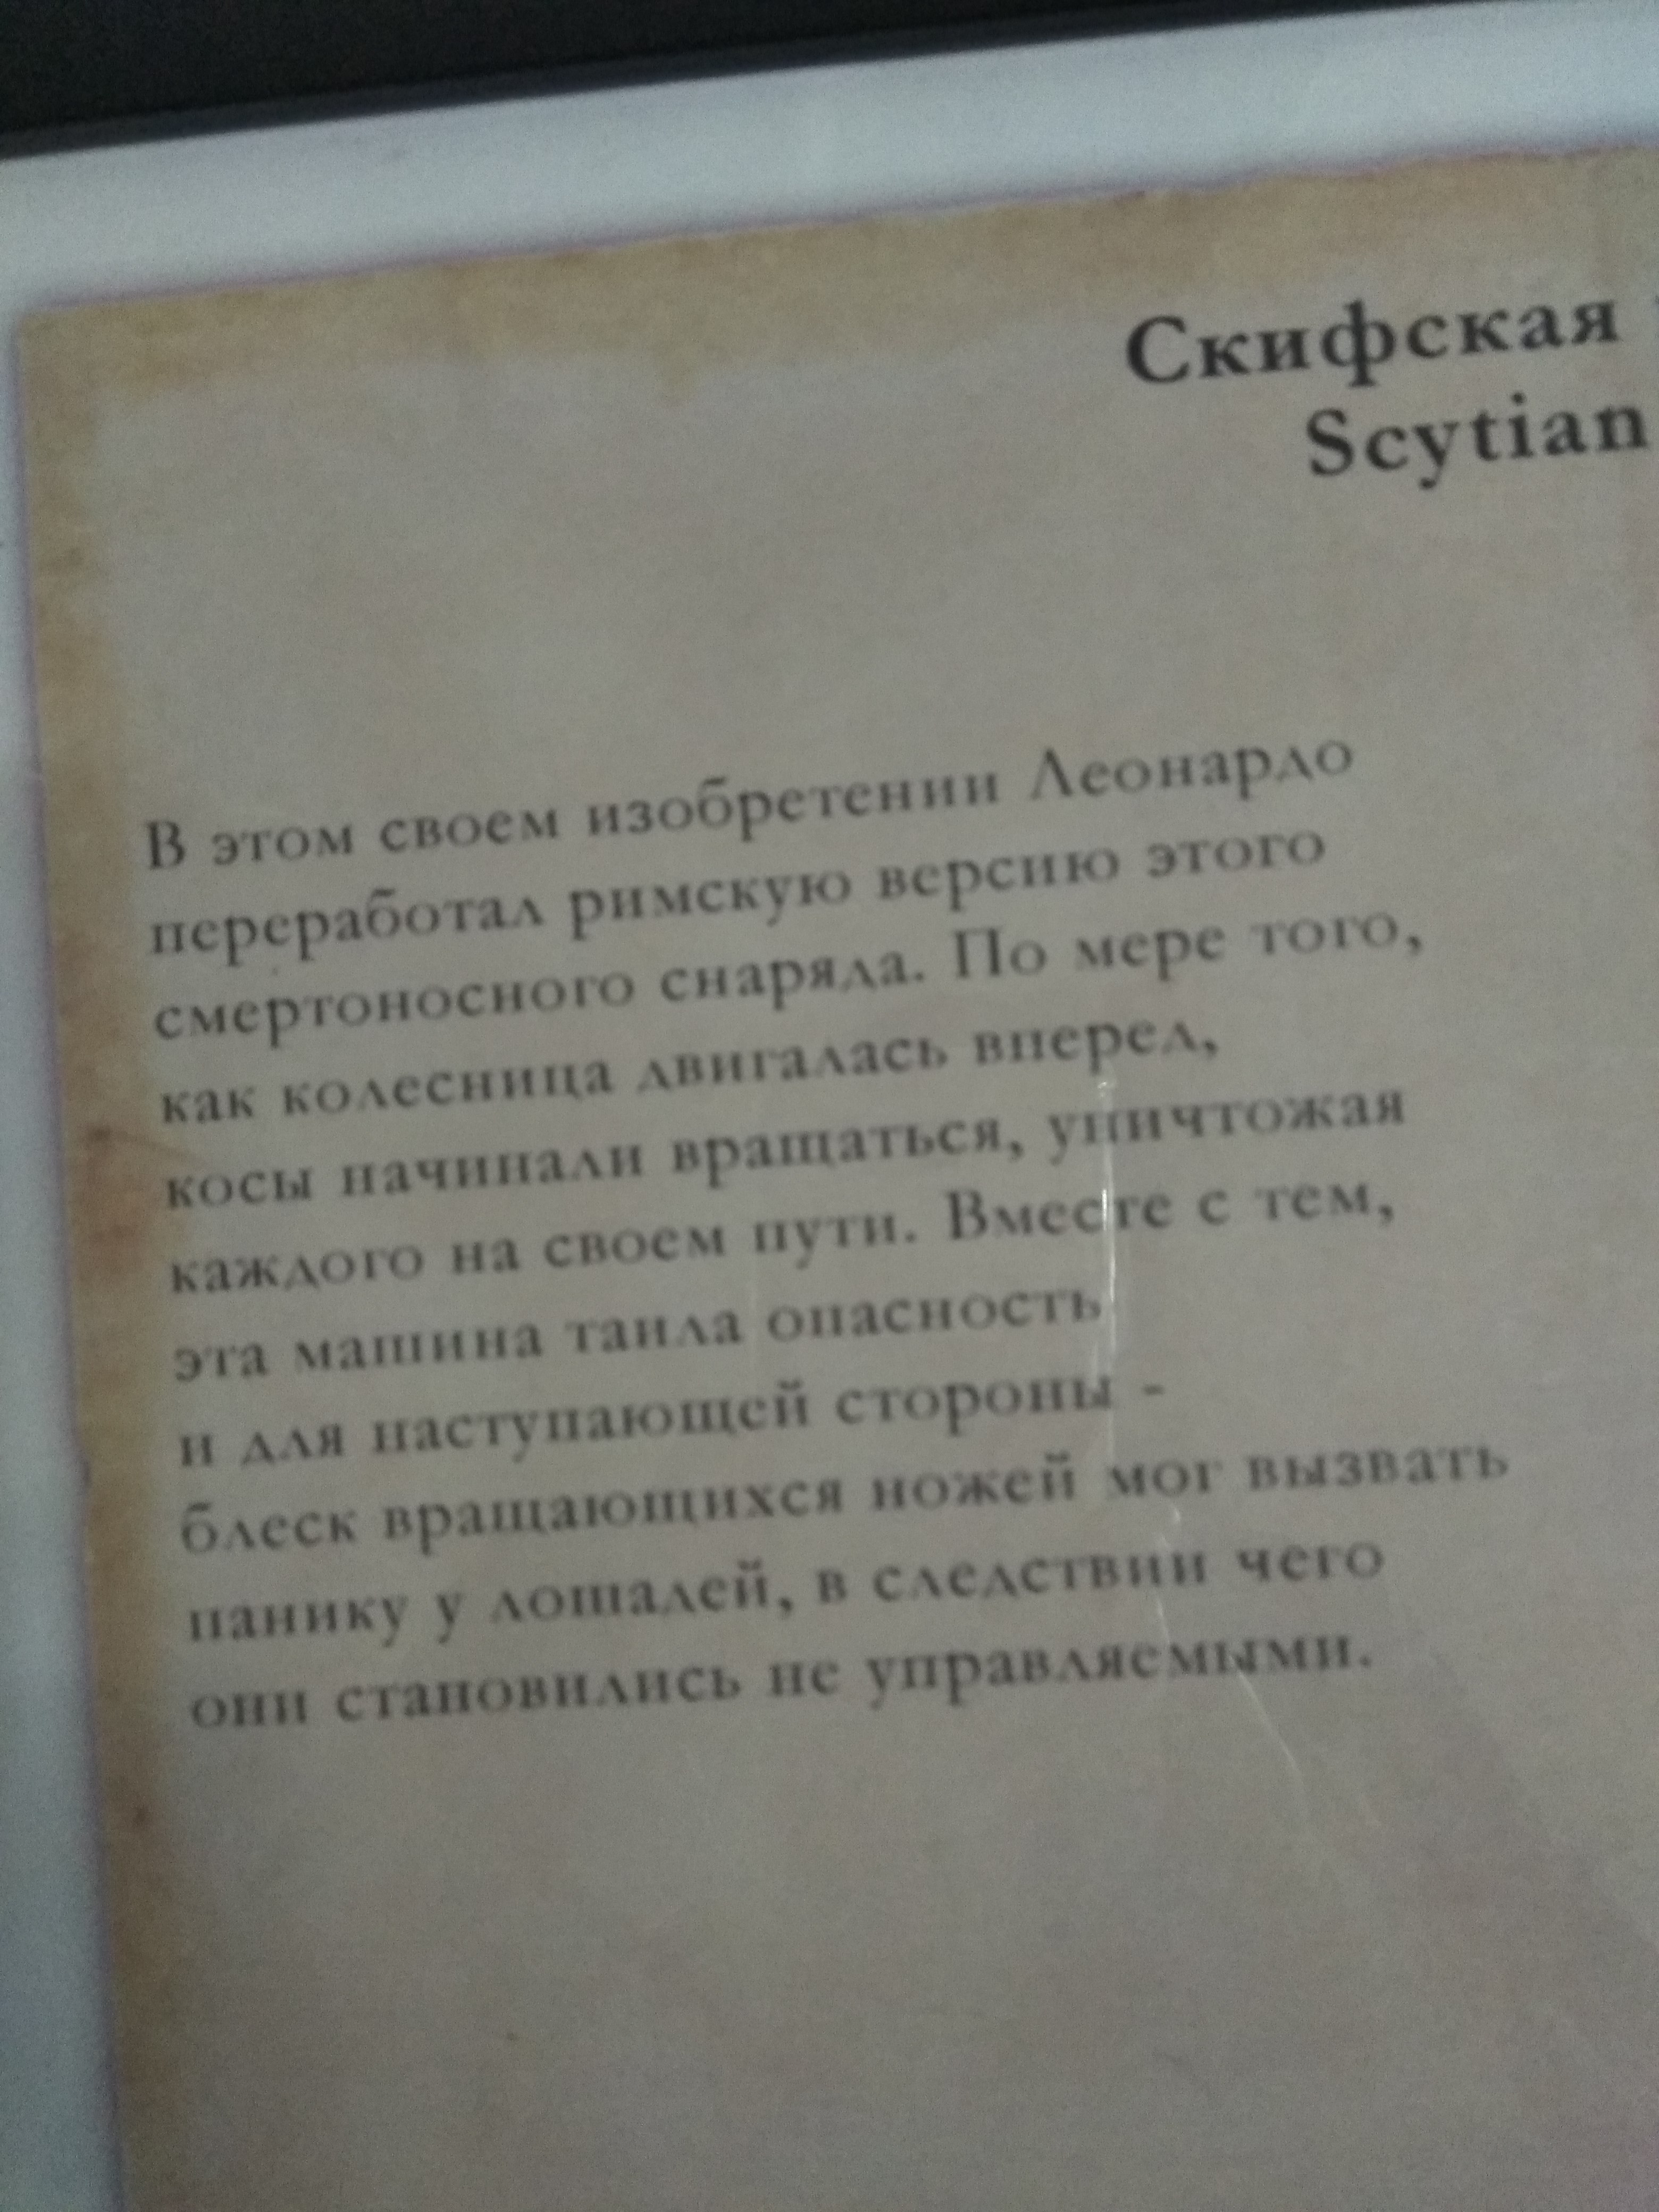 Скифская
Scytian
В этом своем изобретении Леонардо
переработал римскую версию этого
смертоносного снаряда. По мере того,
как колесница двигалась вперед,
косы начинали вращаться, уничтожая
каждого на своем пути. Вместе с тем,
эта машина таила опасность
и для наступающей стороны -
блеск вращающихся ножей мог вызвать
панику у лошадей, в следствии чего
они становились не управляемыми.